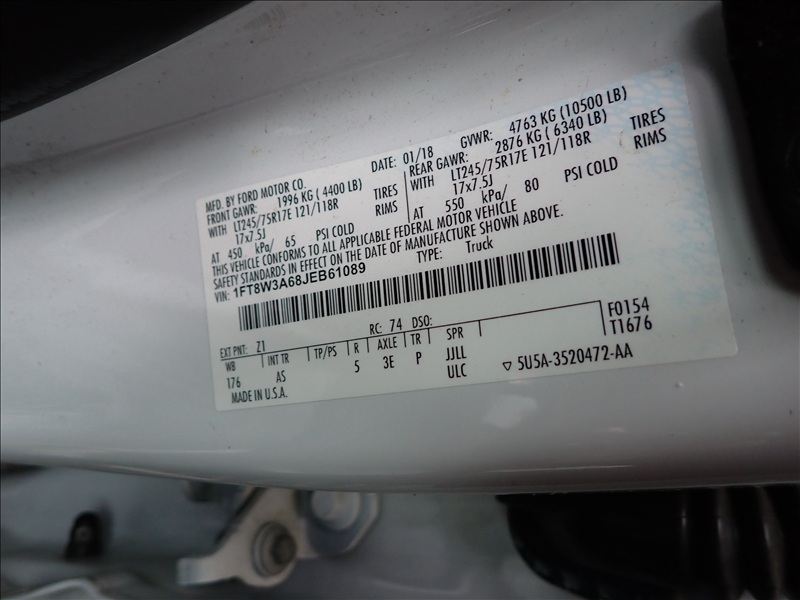 MFD. BY FORD MOTOR CO.
DATE: 01/18 GVWR: 4763 KG (10500 LB)
FRONT GAWR: 1996 KG ( 4400 LB) REAR GAWR: 2876 KG ( 6340 LB)
WITH LT245/75R17E 121/118R TIRES WITH LT245/75R17E 121/118R TIRES
17x7.5J RIMS 17x7.5J RIMS
AT 450 kPa/ 65 PSI COLD AT 550 kPa/ 80 PSI COLD
THIS VEHICLE CONFORMS TO ALL APPLICABLE FEDERAL MOTOR VEHICLE
SAFETY STANDARDS IN EFFECT ON THE DATE OF MANUFACTURE SHOWN ABOVE.
VIN: 1FT8W3A68JEB61089 TYPE: Truck
F0154
T1676
EXT PNT: Z1 RC: 74 DSO:
WB INT TR TP/PS R AXLE TR SPR
176 AS 5 3E P JJLL
ULC
MADE IN U.S.A. ▽ 5U5A-3520472-AA